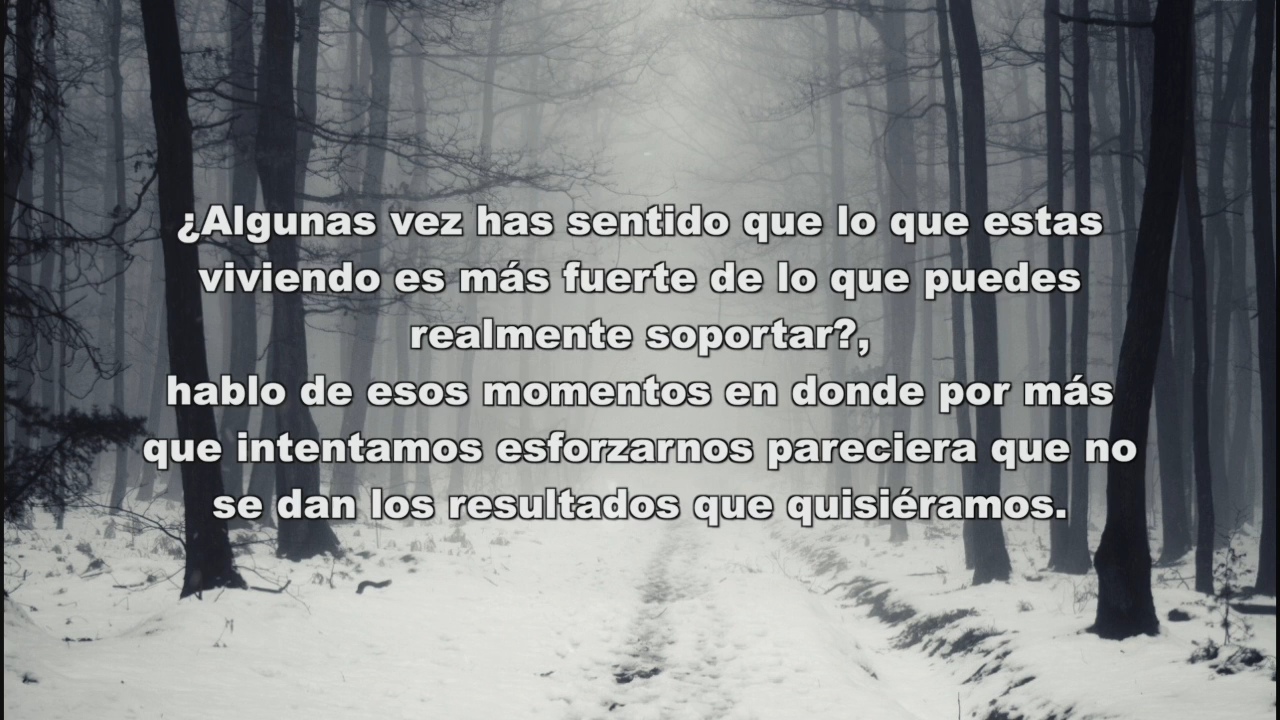 ¿Algunas vez has sentido que lo que estas
viviendo es más fuerte de lo que puedes
realmente soportar?,
hablo de esos momentos en donde por más
que intentamos esforzarnos pareciera que no
se dan los resultados que quisiéramos.